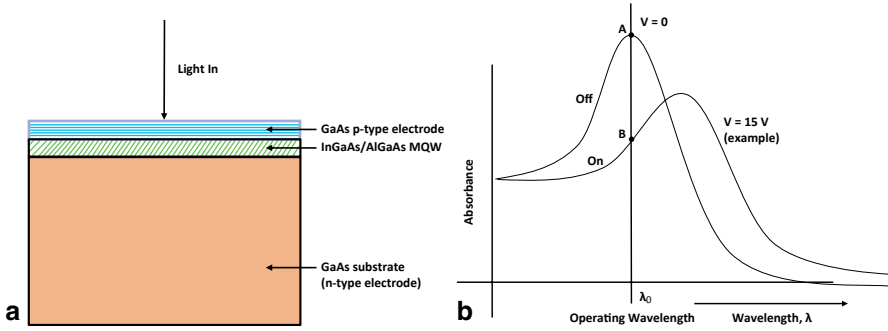 Light In
GaAs p-type electrode
InGaAs/AlGaAs MQW
GaAs substrate
(n-type electrode)
a
A
V = 0
Off
B
V = 15 V
(example)
On
Absorbance
λ0
Operating Wavelength
Wavelength, λ
b